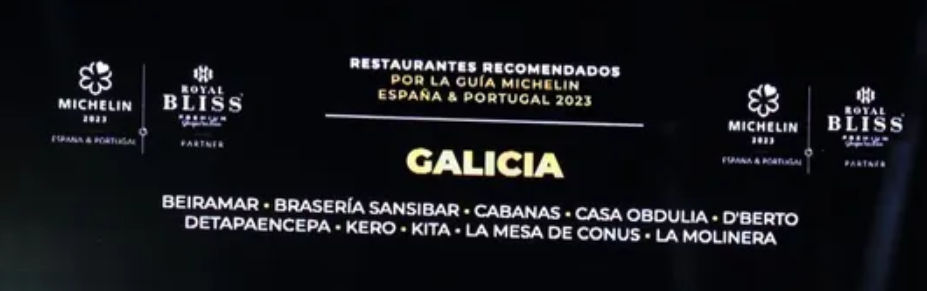 RESTAURANTES RECOMENDADOS
POR LA GUÍA MICHELIN
ESPAÑA & PORTUGAL 2023
MICHELIN
2023
ESPAÑA & PORTUGAL
ROYAL
BLISS
PREMIUM
PARTNER
MICHELIN
2023
ESPAÑA & PORTUGAL
ROYAL
BLISS
PREMIUM
PARTNER
GALICIA
BEIRAMAR • BRASERÍA SANSIBAR • CABANAS • CASA OBDULIA • D'BERTO
DETAPAENCEPA • KERO • KITA • LA MESA DE CONUS • LA MOLINERA